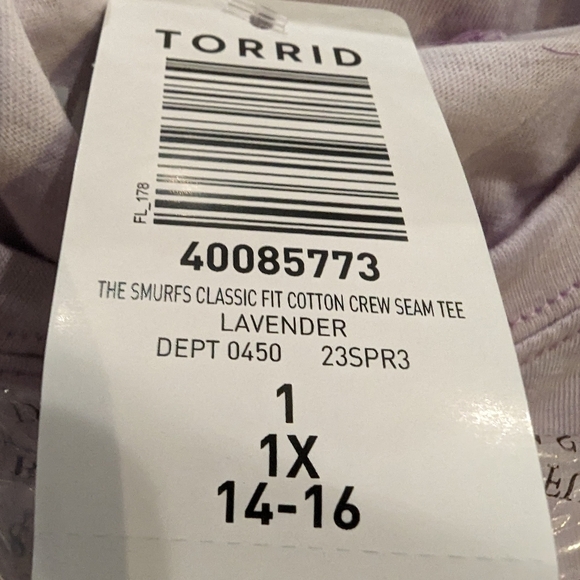 TORRID
FL_178
40085773
THE SMURFS CLASSIC FIT COTTON CREW SEAM TEE
LAVENDER
DEPT 0450 23SPR3
1
1X
14-16